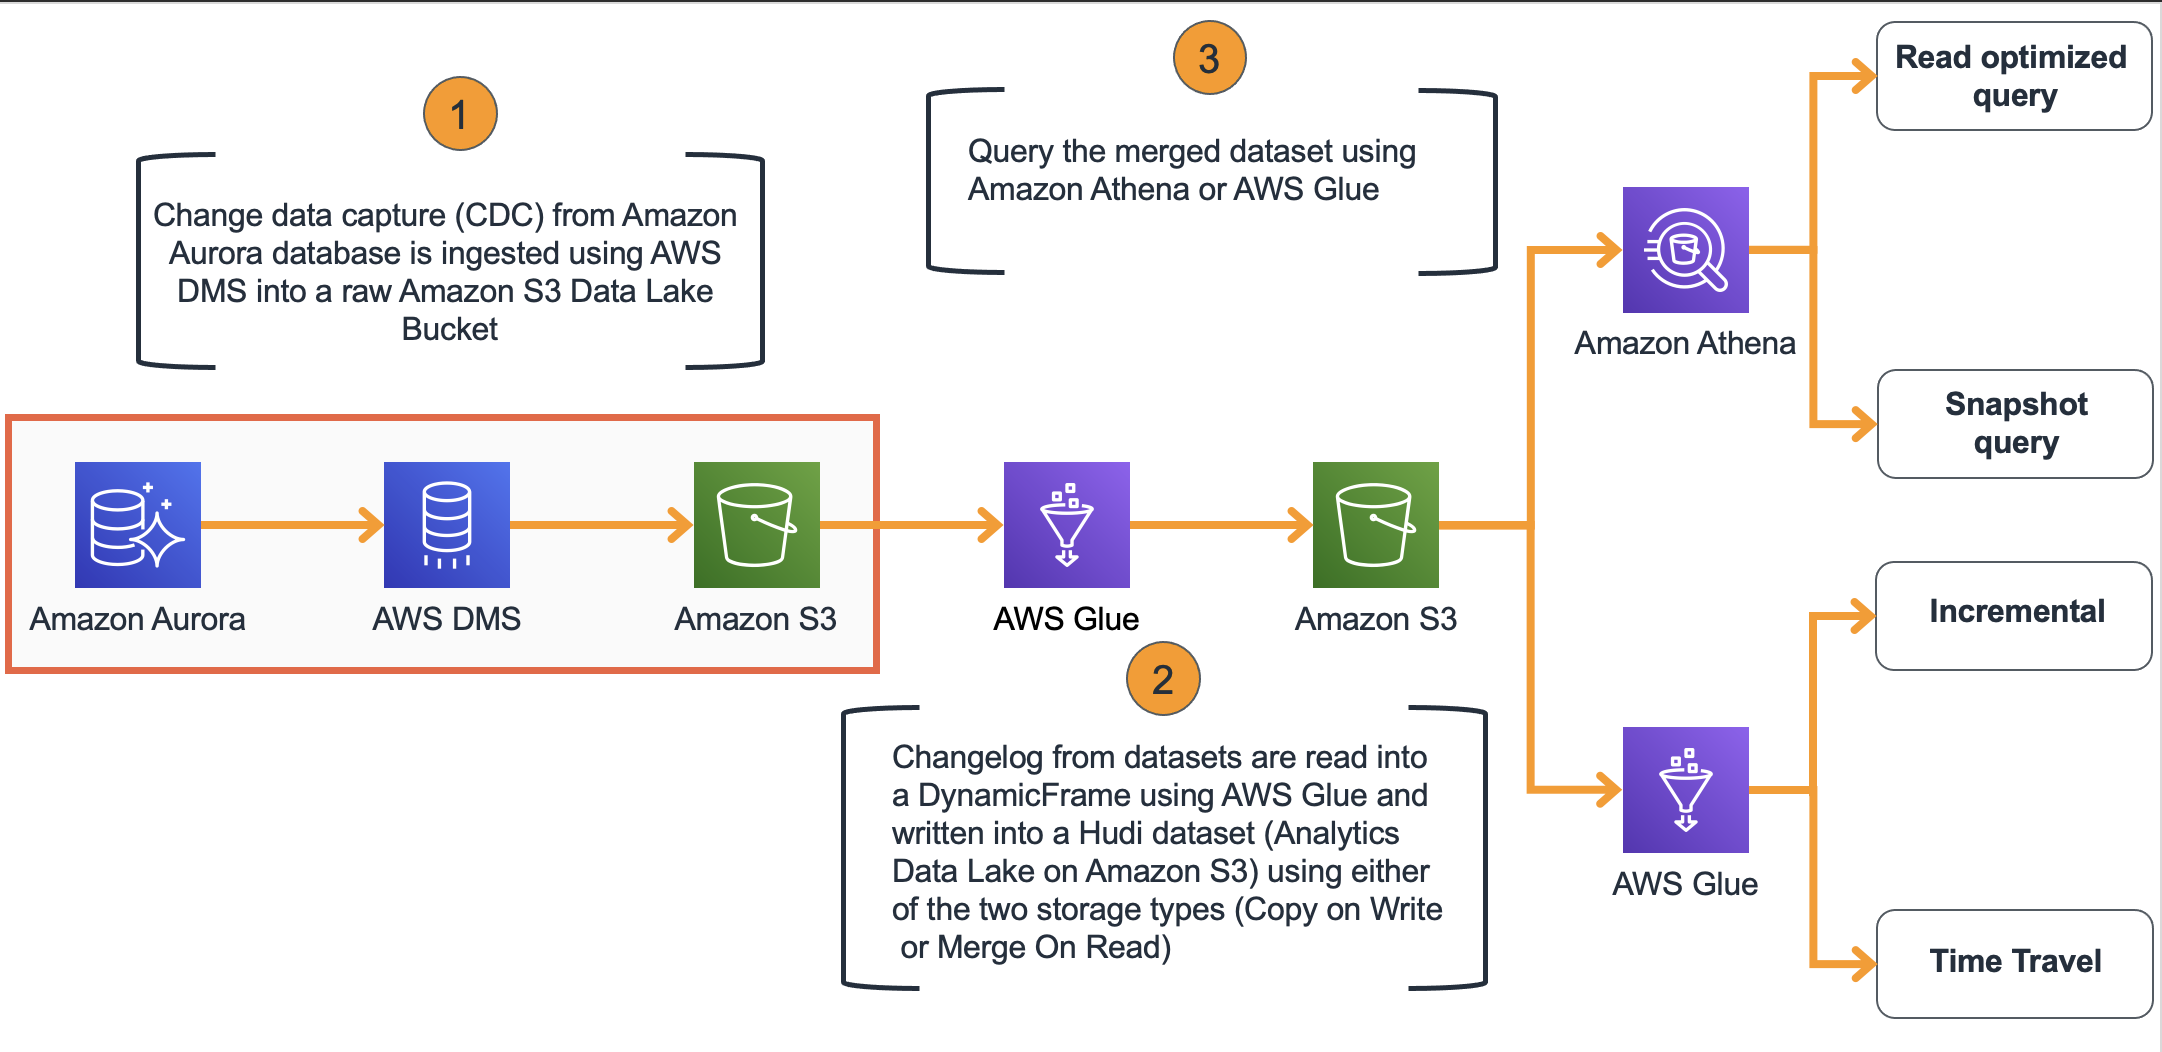 1
Change data capture (CDC) from Amazon
Aurora database is ingested using AWS
DMS into a raw Amazon S3 Data Lake
Bucket
3
Query the merged dataset using
Amazon Athena or AWS Glue
Amazon Aurora
AWS DMS
Amazon S3
AWS Glue
Amazon S3
2
Changelog from datasets are read into
a DynamicFrame using AWS Glue and
written into a Hudi dataset (Analytics
Data Lake on Amazon S3) using either
of the two storage types (Copy on Write
or Merge On Read)
Amazon Athena
Read optimized
query
Snapshot
query
AWS Glue
Incremental
Time Travel